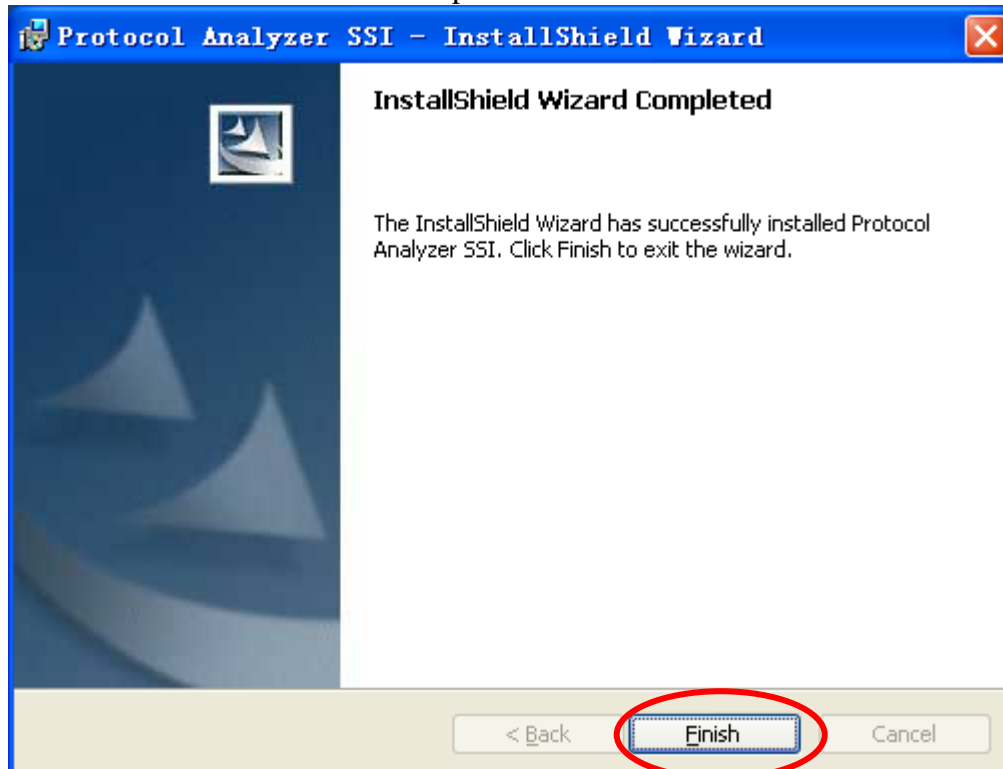 Protocol Analyzer SSI - InstallShield Wizard
InstallShield Wizard Completed
The InstallShield Wizard has successfully installed Protocol
Analyzer SSI. Click Finish to exit the wizard.
< Back Finish Cancel